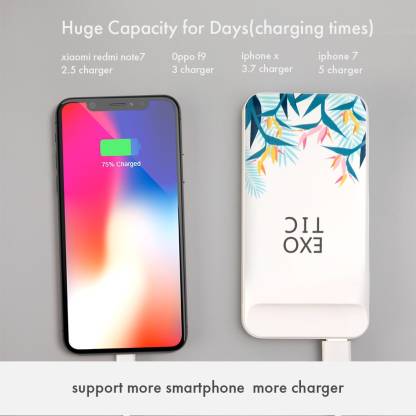 Huge Capacity for Days(charging times)
xiaomi redmi note7
2.5 charger
Oppo f9
3 charger
iphone x
3.7 charger
iphone 7
5 charger
75% Charged
EXO
TIC
support more smartphone more charger